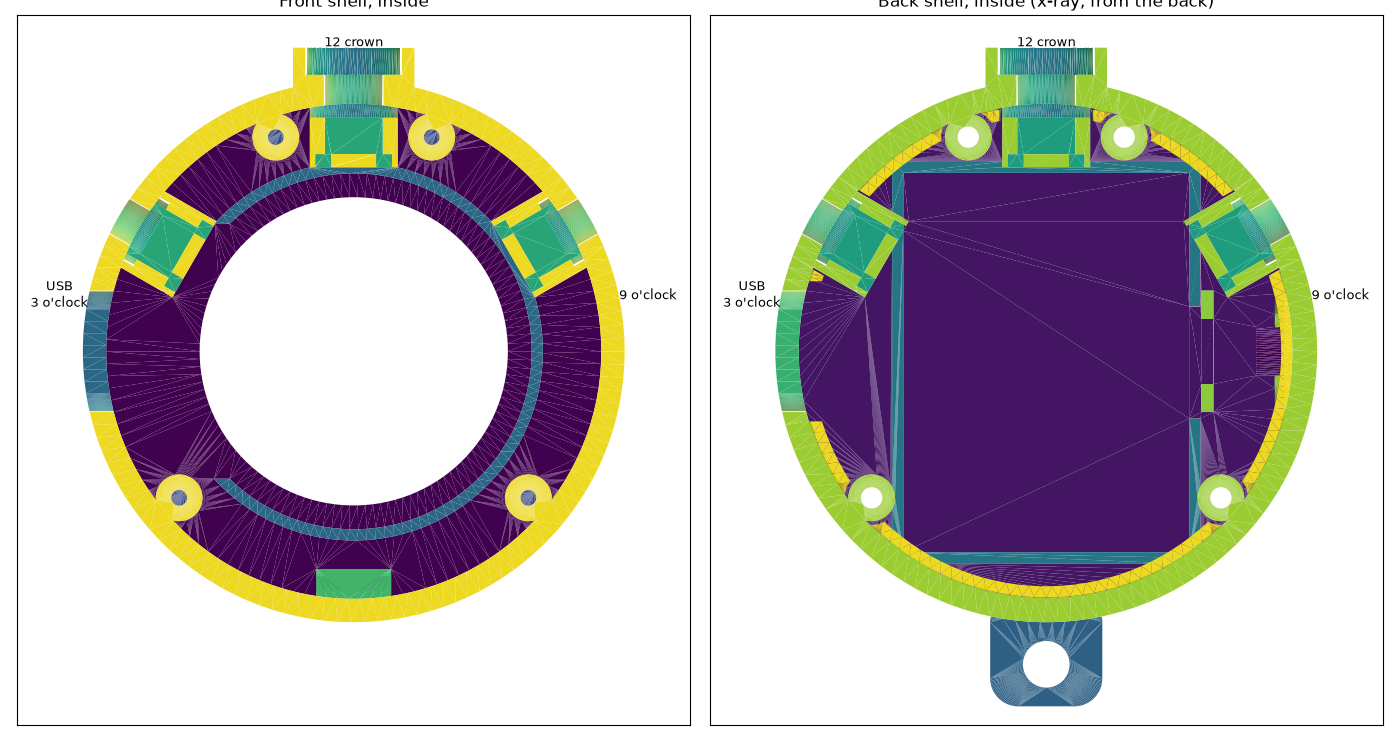 Front shell, inside
Back shell, inside (x-ray, from the back)
12 crown
12 crown
USB
3 o'clock
9 o'clock
USB
3 o'clock
9 o'clock